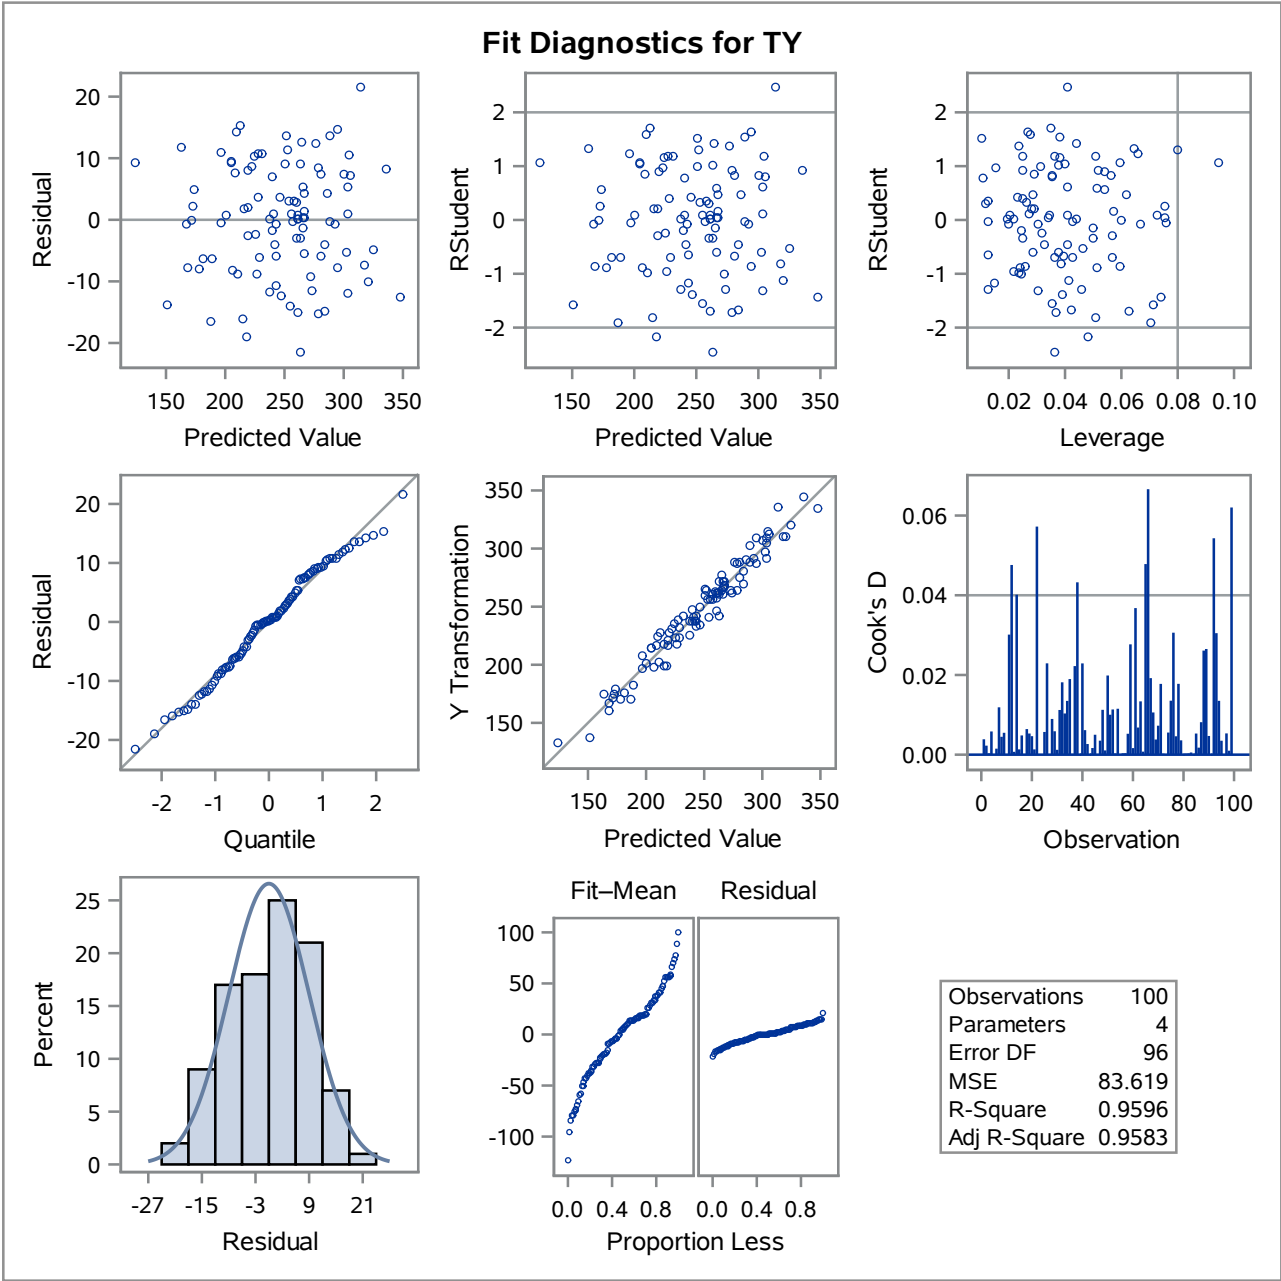 Fit Diagnostics for TY
Residual
20
10
0
-10
-20
150 200 250 300 350
Predicted Value
RStudent
2
1
0
-1
-2
150 200 250 300 350
Predicted Value
RStudent
2
1
0
-1
-2
0.02 0.04 0.06 0.08 0.10
Leverage
Residual
20
10
0
-10
-20
-2 -1 0 1 2
Quantile
Y Transformation
350
300
250
200
150
150 200 250 300 350
Predicted Value
Cook's D
0.06
0.04
0.02
0.00
0 20 40 60 80 100
Observation
Percent
25
20
15
10
5
0
-27 -15 -3 9 21
Residual
Fit–Mean Residual
100
50
0
-50
-100
0.0 0.4 0.8 0.0 0.4 0.8
Proportion Less
Observations 100
Parameters 4
Error DF 96
MSE 83.619
R-Square 0.9596
Adj R-Square 0.9583